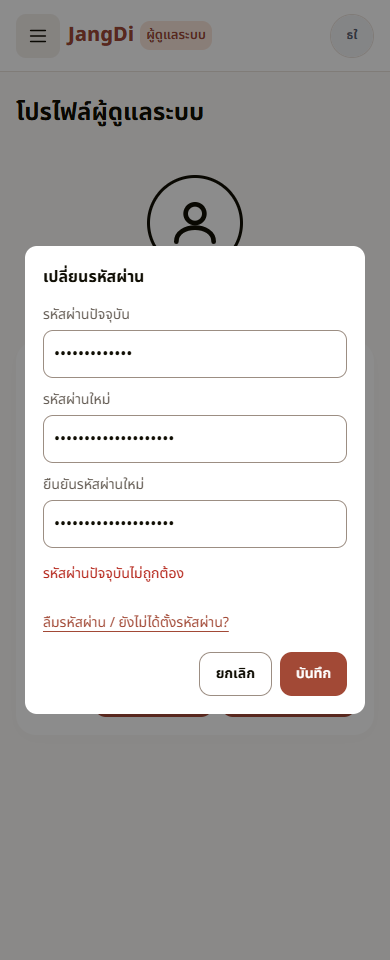 JangDi ผู้ดูแลระบบ ธใ
โปรไฟล์ผู้ดูแลระบบ
เปลี่ยนรหัสผ่าน
รหัสผ่านปัจจุบัน
•••••••••••••
รหัสผ่านใหม่
••••••••••••••••••••
ยืนยันรหัสผ่านใหม่
••••••••••••••••••••
รหัสผ่านปัจจุบันไม่ถูกต้อง
ลืมรหัสผ่าน / ยังไม่ได้ตั้งรหัสผ่าน?
ยกเลิก บันทึก